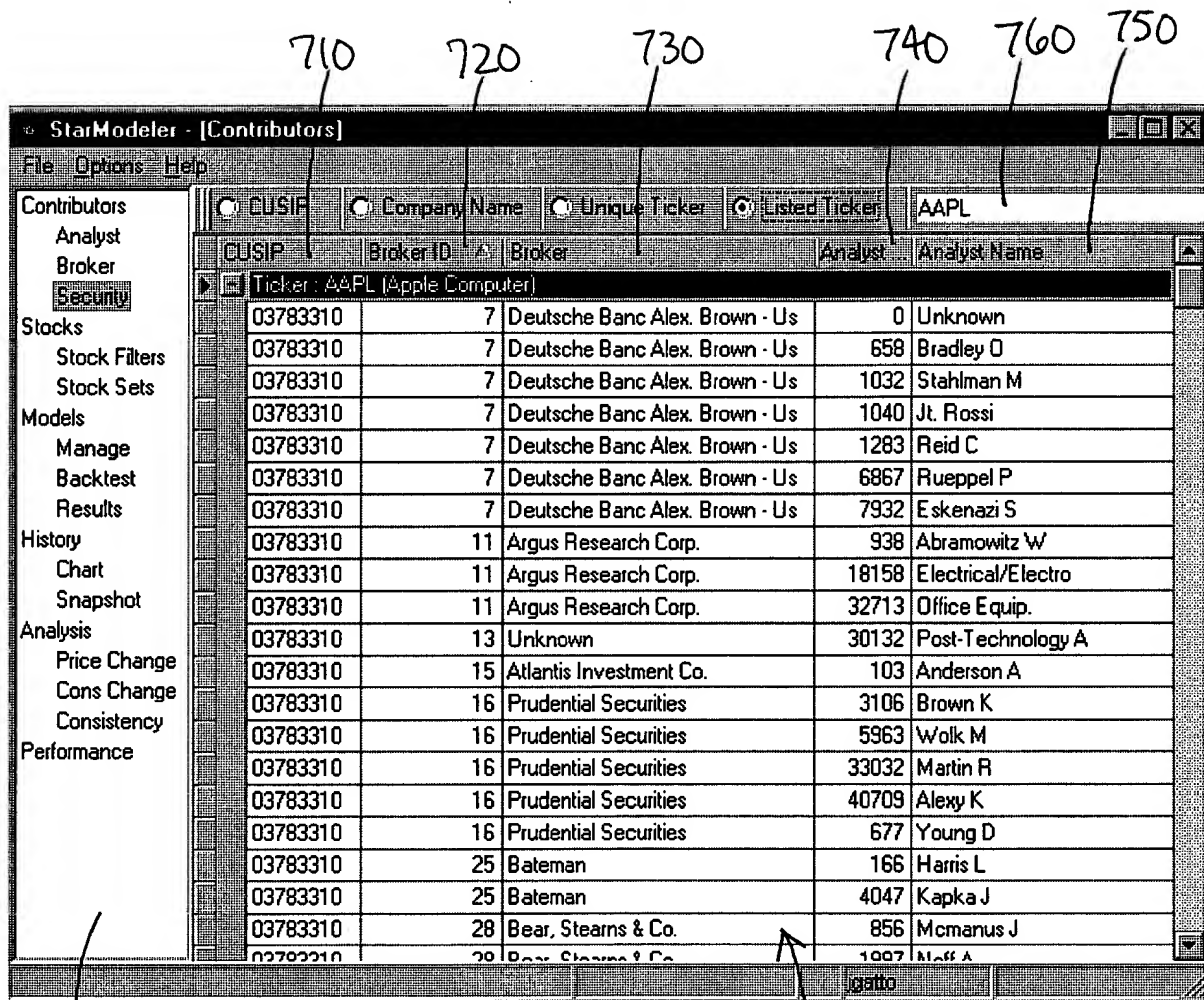 710 720 730 740 760 750
StarModeler - [Contributors]
File Options Help
Contributors
Analyst
Broker
Security
Stocks
Stock Filters
Stock Sets
Models
Manage
Backtest
Results
History
Chart
Snapshot
Analysis
Price Change
Cons Change
Consistency
Performance
CUSIP Company Name Unique Ticker Listed Ticker AAPL
CUSIP Broker ID Broker Analyst ... Analyst Name
Ticker : AAPL (Apple Computer)
03783310 7 Deutsche Banc Alex. Brown - Us 0 Unknown
03783310 7 Deutsche Banc Alex. Brown - Us 658 Bradley O
03783310 7 Deutsche Banc Alex. Brown - Us 1032 Stahlman M
03783310 7 Deutsche Banc Alex. Brown - Us 1040 Jt. Rossi
03783310 7 Deutsche Banc Alex. Brown - Us 1283 Reid C
03783310 7 Deutsche Banc Alex. Brown - Us 6867 Rueppel P
03783310 7 Deutsche Banc Alex. Brown - Us 7932 Eskenazi S
03783310 11 Argus Research Corp. 938 Abramowitz W
03783310 11 Argus Research Corp. 18158 Electrical/Electro
03783310 11 Argus Research Corp. 32713 Office Equip.
03783310 13 Unknown 30132 Post-Technology A
03783310 15 Atlantis Investment Co. 103 Anderson A
03783310 16 Prudential Securities 3106 Brown K
03783310 16 Prudential Securities 5963 Wolk M
03783310 16 Prudential Securities 33032 Martin R
03783310 16 Prudential Securities 40709 Alexy K
03783310 16 Prudential Securities 677 Young D
03783310 25 Bateman 166 Harris L
03783310 25 Bateman 4047 Kapka J
03783310 28 Bear, Stearns & Co. 856 Mcmanus J
03783310 28 Bear, Stearns & Co. 1997 Neff A
jgatto